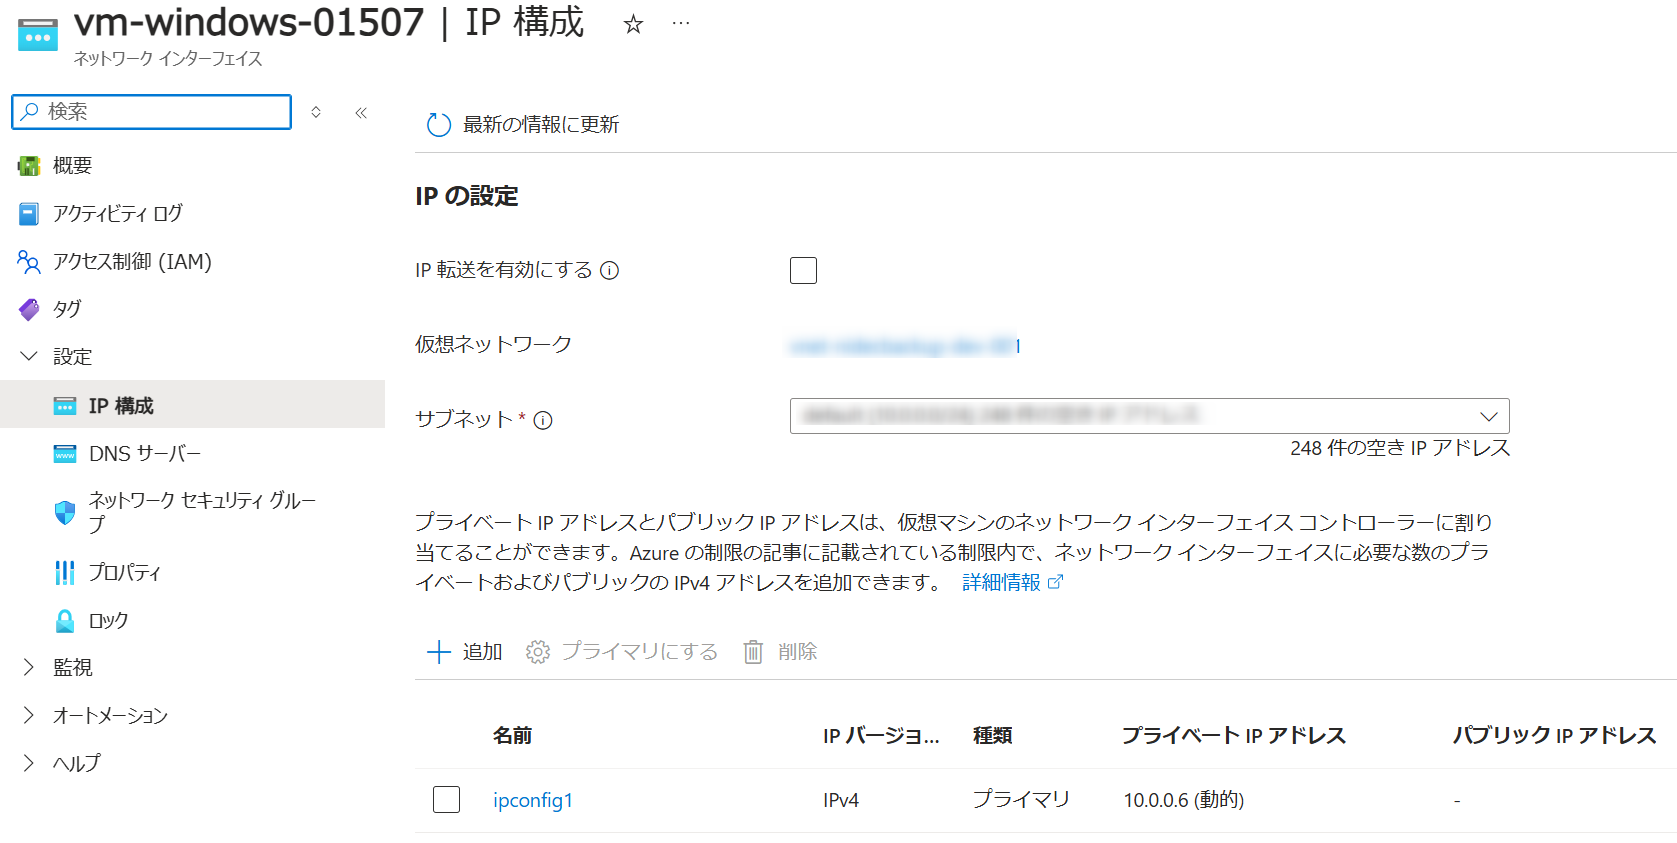 vm-windows-01507 | IP 構成
ネットワーク インターフェイス
検索
概要
アクティビティ ログ
アクセス制御 (IAM)
タグ
設定
IP 構成
DNS サーバー
ネットワーク セキュリティ グルー
プ
プロパティ
ロック
監視
オートメーション
ヘルプ
最新の情報に更新
IP の設定
IP 転送を有効にする
仮想ネットワーク
サブネット *
248 件の空き IP アドレス
プライベート IP アドレスとパブリック IP アドレスは、仮想マシンのネットワーク インターフェイス コントローラーに割り
当てることができます。Azure の制限の記事に記載されている制限内で、ネットワーク インターフェイスに必要な数のプラ
イベートおよびパブリックの IPv4 アドレスを追加できます。 詳細情報
追加 プライマリにする 削除
名前 IP バージョ... 種類 プライベート IP アドレス パブリック IP アドレス
ipconfig1 IPv4 プライマリ 10.0.0.6 (動的) -